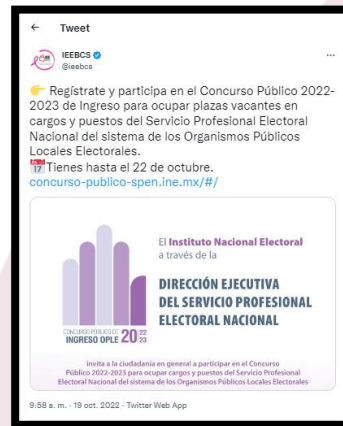 ← Tweet
IEEBCS
@ieebcs
👉 Regístrate y participa en el Concurso Público 2022-
2023 de Ingreso para ocupar plazas vacantes en
cargos y puestos del Servicio Profesional Electoral
Nacional del sistema de los Organismos Públicos
Locales Electorales.
📅Tienes hasta el 22 de octubre.
concurso-publico-spen.ine.mx/#/
El Instituto Nacional Electoral
a través de la
DIRECCIÓN EJECUTIVA
DEL SERVICIO PROFESIONAL
ELECTORAL NACIONAL
CONCURSO PÚBLICO DE
INGRESO OPLE 20 22 23
invita a la ciudadanía en general a participar en el Concurso
Público 2022-2023 para ocupar cargos y puestos del Servicio Profesional
Electoral Nacional del sistema de los Organismos Públicos Locales Electorales
9:58 a. m. · 19 oct. 2022 · Twitter Web App